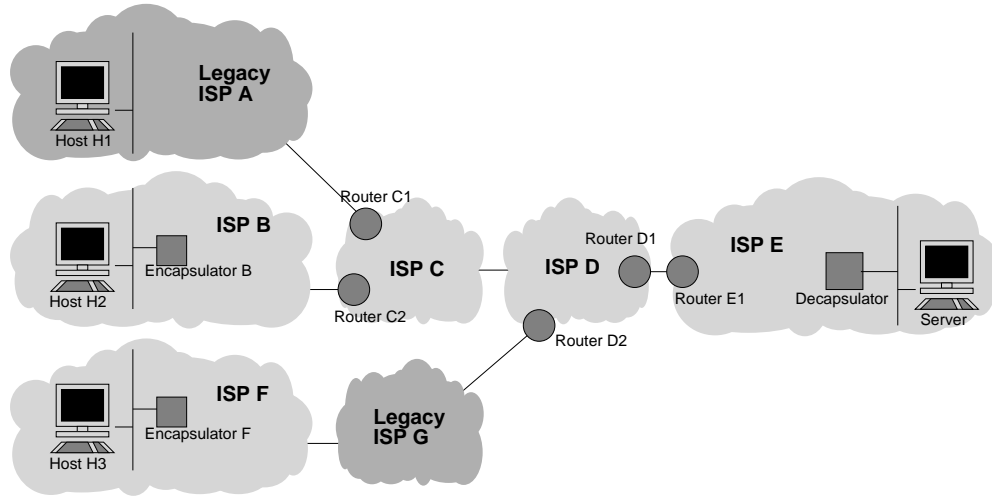 Legacy
ISP A
Host H1
Router C1
ISP B
Encapsulator B
Host H2
ISP C
Router C2
Router D1
ISP D
Router D2
ISP E
Router E1
Decapsulator
Server
ISP F
Encapsulator F
Host H3
Legacy
ISP G